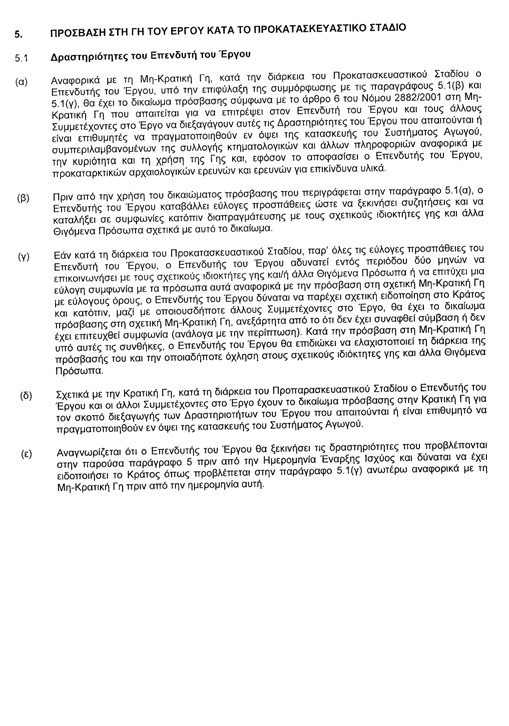 5. ΠΡΟΣΒΑΣΗ ΣΤΗ ΓΗ ΤΟΥ ΕΡΓΟΥ ΚΑΤΑ ΤΟ ΠΡΟΚΑΤΑΣΚΕΥΑΣΤΙΚΟ ΣΤΑΔΙΟ
5.1 Δραστηριότητες του Επενδυτή του Έργου
(α) Αναφορικά με τη Μη-Κρατική Γη, κατά την διάρκεια του Προκατασκευαστικού Σταδίου ο
Επενδυτής του Έργου, υπό την επιφύλαξη της συμμόρφωσης με τις παραγράφους 5.1(β) και
5.1(γ), θα έχει το δικαίωμα πρόσβασης σύμφωνα με το άρθρο 6 του Νόμου 2882/2001 στη Μη-
Κρατική Γη που απαιτείται για να επιτρέψει στον Επενδυτή του Έργου και τους άλλους
Συμμετέχοντες στο Έργο να διεξαγάγουν αυτές τις Δραστηριότητες του Έργου που απαιτούνται ή
είναι επιθυμητές να πραγματοποιηθούν εν όψει της κατασκευής του Συστήματος Αγωγού,
συμπεριλαμβανομένων της συλλογής κτηματολογικών και άλλων πληροφοριών αναφορικά με
την κυριότητα και τη χρήση της Γης και, εφόσον το αποφασίσει ο Επενδυτής του Έργου,
προκαταρκτικών αρχαιολογικών ερευνών και ερευνών για επικίνδυνα υλικά.
(β) Πριν από την χρήση του δικαιώματος πρόσβασης που περιγράφεται στην παράγραφο 5.1(α), ο
Επενδυτής του Έργου καταβάλλει εύλογες προσπάθειες ώστε να ξεκινήσει συζητήσεις και να
καταλήξει σε συμφωνίες κατόπιν διαπραγμάτευσης με τους σχετικούς ιδιοκτήτες γης και άλλα
Θιγόμενα Πρόσωπα σχετικά με αυτό το δικαίωμα.
(γ) Εάν κατά τη διάρκεια του Προκατασκευαστικού Σταδίου, παρ' όλες τις εύλογες προσπάθειες του
Επενδυτή του Έργου, ο Επενδυτής του Έργου αδυνατεί εντός περιόδου δύο μηνών να
επικοινωνήσει με τους σχετικούς ιδιοκτήτες γης και/ή άλλα Θιγόμενα Πρόσωπα ή να επιτύχει μια
εύλογη συμφωνία με τα πρόσωπα αυτά αναφορικά με την πρόσβαση στη σχετική Μη-Κρατική Γη
με εύλογους όρους, ο Επενδυτής του Έργου δύναται να παρέχει σχετική ειδοποίηση στο Κράτος
και κατόπιν, μαζί με οποιουσδήποτε άλλους Συμμετέχοντες στο Έργο, θα έχει το δικαίωμα
πρόσβασης στη σχετική Μη-Κρατική Γη, ανεξάρτητα από το ότι δεν έχει συναφθεί σύμβαση ή δεν
έχει επιτευχθεί συμφωνία (ανάλογα με την περίπτωση). Κατά την πρόσβαση στη Μη-Κρατική Γη
υπό αυτές τις συνθήκες, ο Επενδυτής του Έργου θα επιδιώκει να ελαχιστοποιεί τη διάρκεια της
πρόσβασής του και την οποιαδήποτε όχληση στους σχετικούς ιδιόκτητες γης και άλλα Θιγόμενα
Πρόσωπα.
(δ) Σχετικά με την Κρατική Γη, κατά τη διάρκεια του Προπαρασκευαστικού Σταδίου ο Επενδυτής του
Έργου και οι άλλοι Συμμετέχοντες στο Έργο έχουν το δικαίωμα πρόσβασης στην Κρατική Γη για
τον σκοπό διεξαγωγής των Δραστηριοτήτων του Έργου που απαιτούνται ή είναι επιθυμητό να
πραγματοποιηθούν εν όψει της κατασκευής του Συστήματος Αγωγού.
(ε) Αναγνωρίζεται ότι ο Επενδυτής του Έργου θα ξεκινήσει τις δραστηριότητες που προβλέπονται
στην παρούσα παράγραφο 5 πριν από την Ημερομηνία Έναρξης Ισχύος και δύναται να έχει
ειδοποιήσει το Κράτος όπως προβλέπεται στην παράγραφο 5.1(γ) ανωτέρω αναφορικά με τη
Μη-Κρατική Γη πριν από την ημερομηνία αυτή.